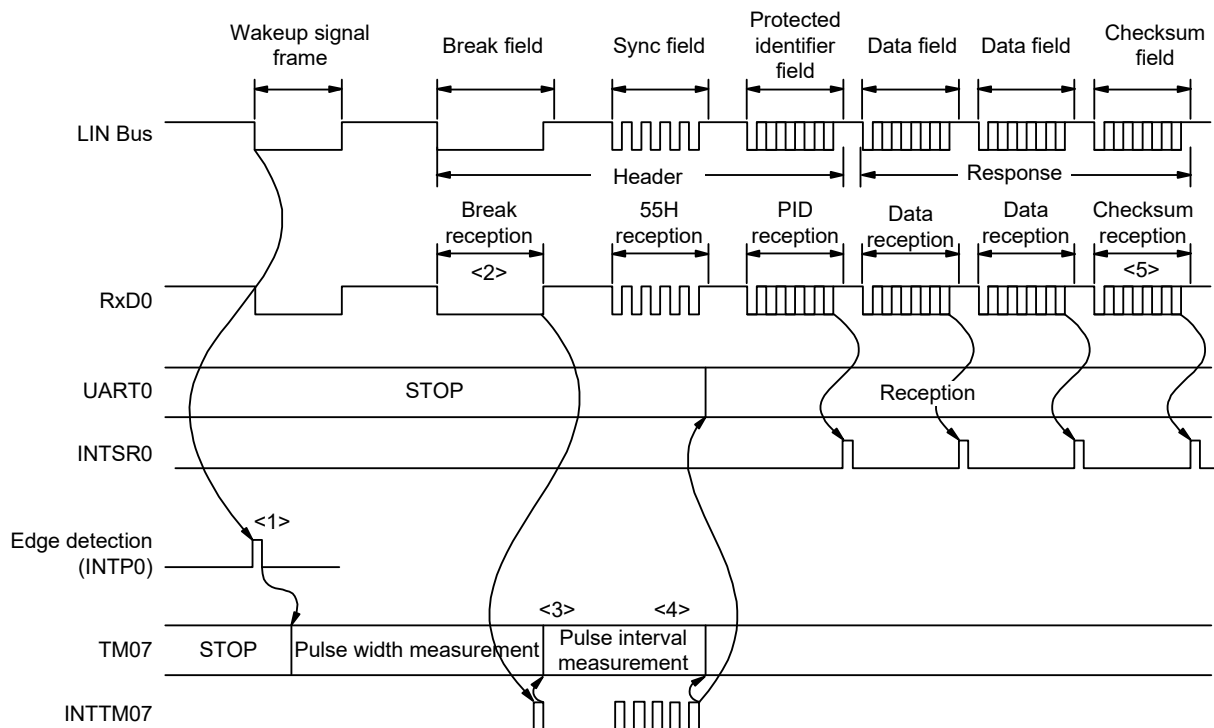 Wakeup signal
frame
Break field
Sync field
Protected
identifier
field
Data field
Data field
Checksum
field
LIN Bus
Header
Response
Break
reception
55H
reception
PID
reception
Data
reception
Data
reception
Checksum
reception
<2>
<5>
RxD0
UART0
STOP
Reception
INTSR0
<1>
Edge detection
(INTP0)
<3>
<4>
TM07
STOP
Pulse width measurement
Pulse interval
measurement
INTTM07